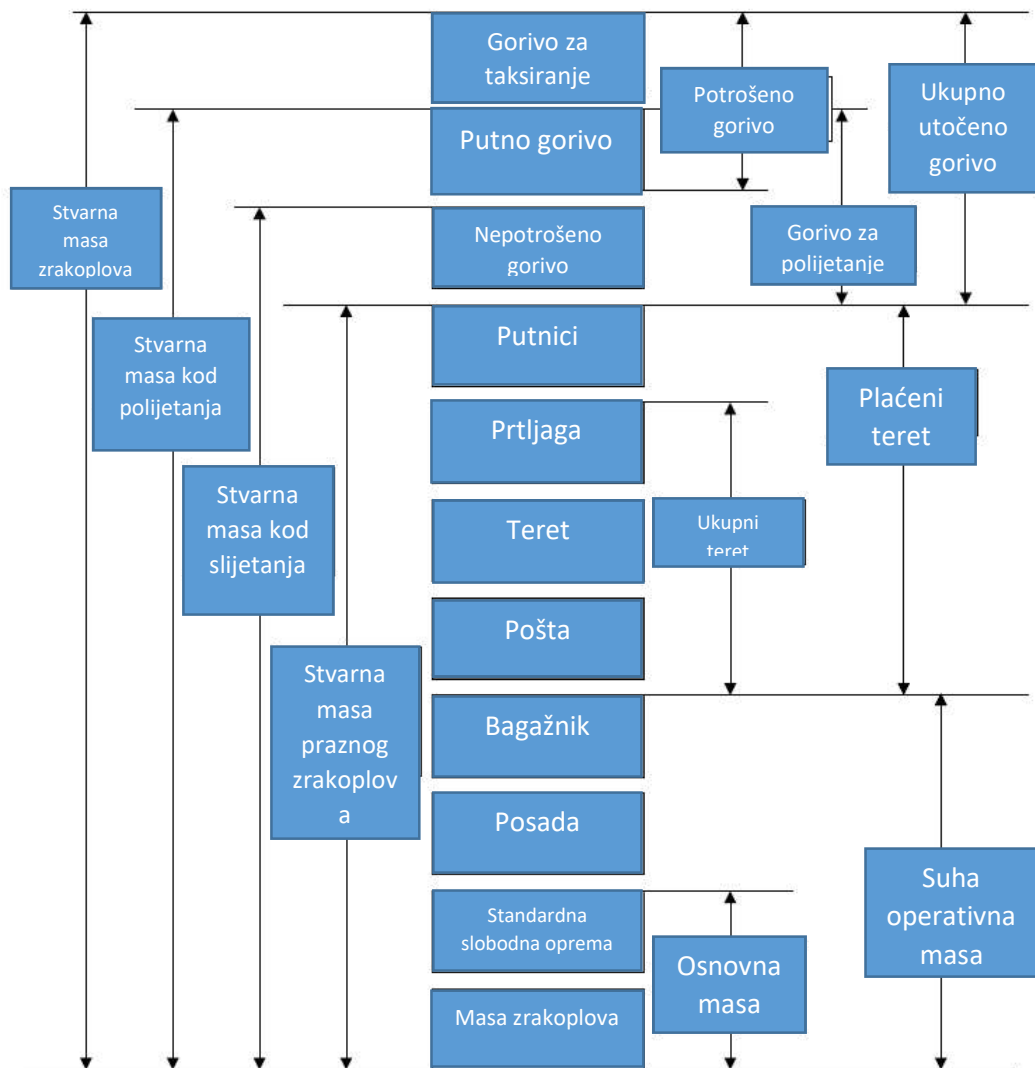 Gorivo za
taksiranje
Putno gorivo
Potrošeno
gorivo
Ukupno
utočeno
gorivo
Stvarna
masa
zrakoplova
Nepotrošeno
gorivo
Gorivo za
polijetanje
Stvarna
masa kod
polijetanja
Putnici
Plaćeni
teret
Prtljaga
Stvarna
masa kod
slijetanja
Teret
Ukupni
teret
Pošta
Stvarna
masa
praznog
zrakoplov
a
Bagažnik
Posada
Suha
operativna
masa
Standardna
slobodna oprema
Osnovna
masa
Masa zrakoplova